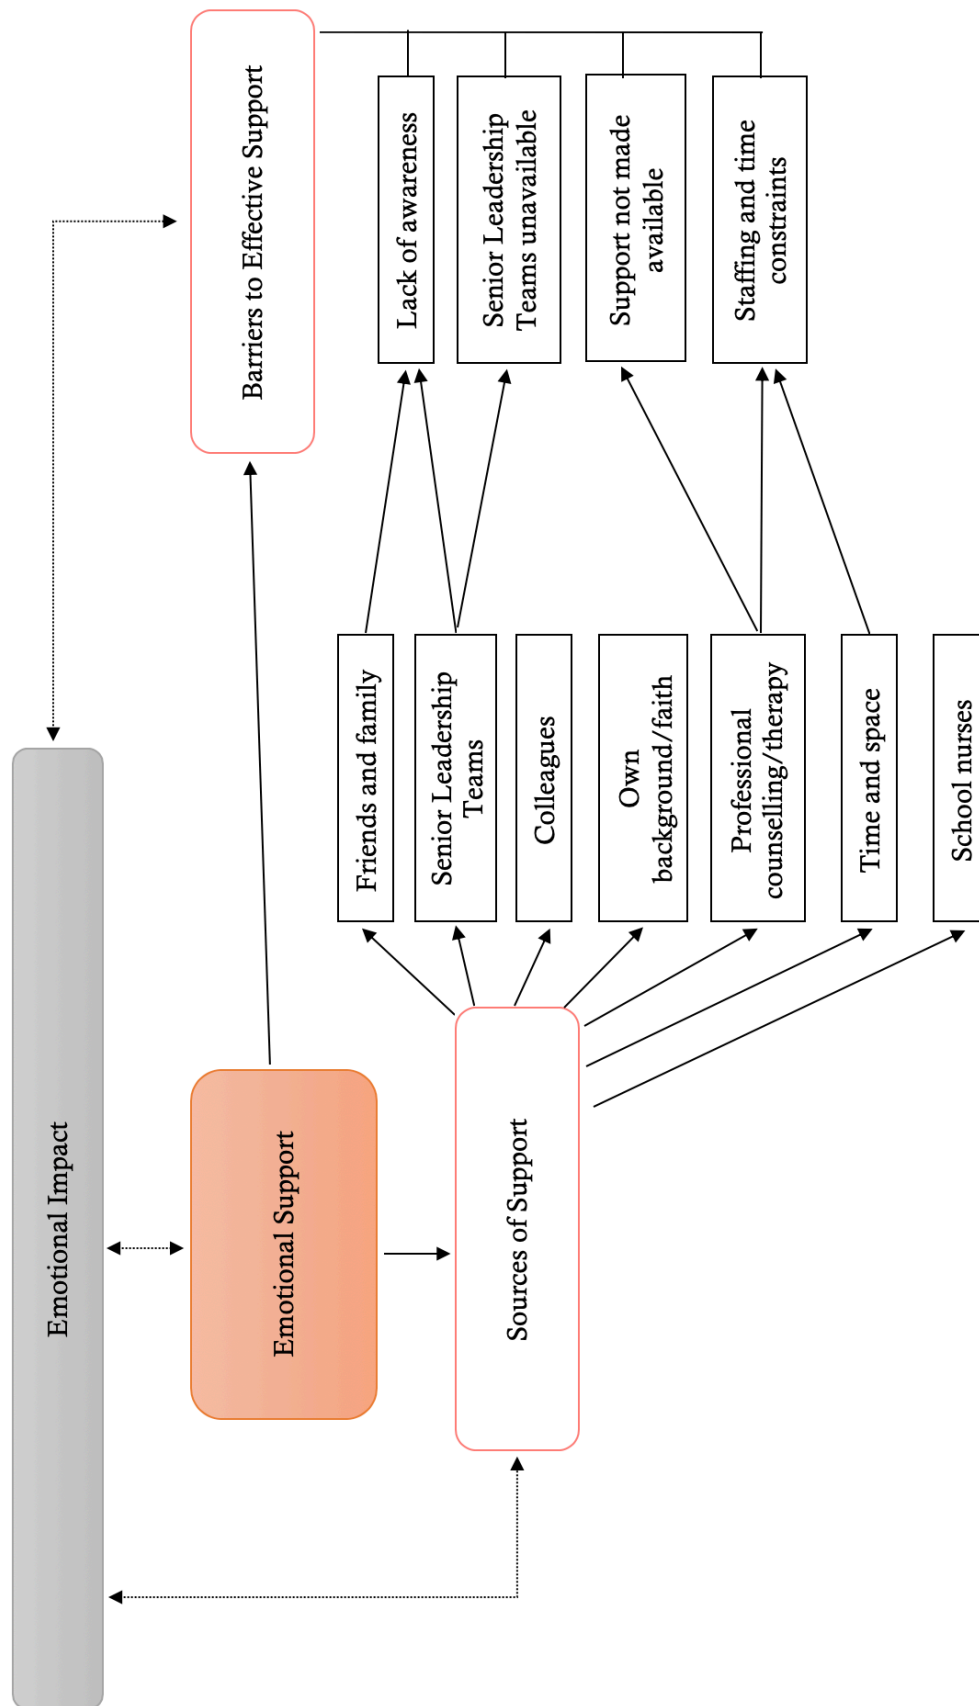 Emotional Impact
Emotional Support
Barriers to Effective Support
Sources of Support
Friends and family
Senior Leadership
Teams
Colleagues
Own
background/faith
Professional
counselling/therapy
Time and space
School nurses
Lack of awareness
Senior Leadership
Teams unavailable
Support not made
available
Staffing and time
constraints